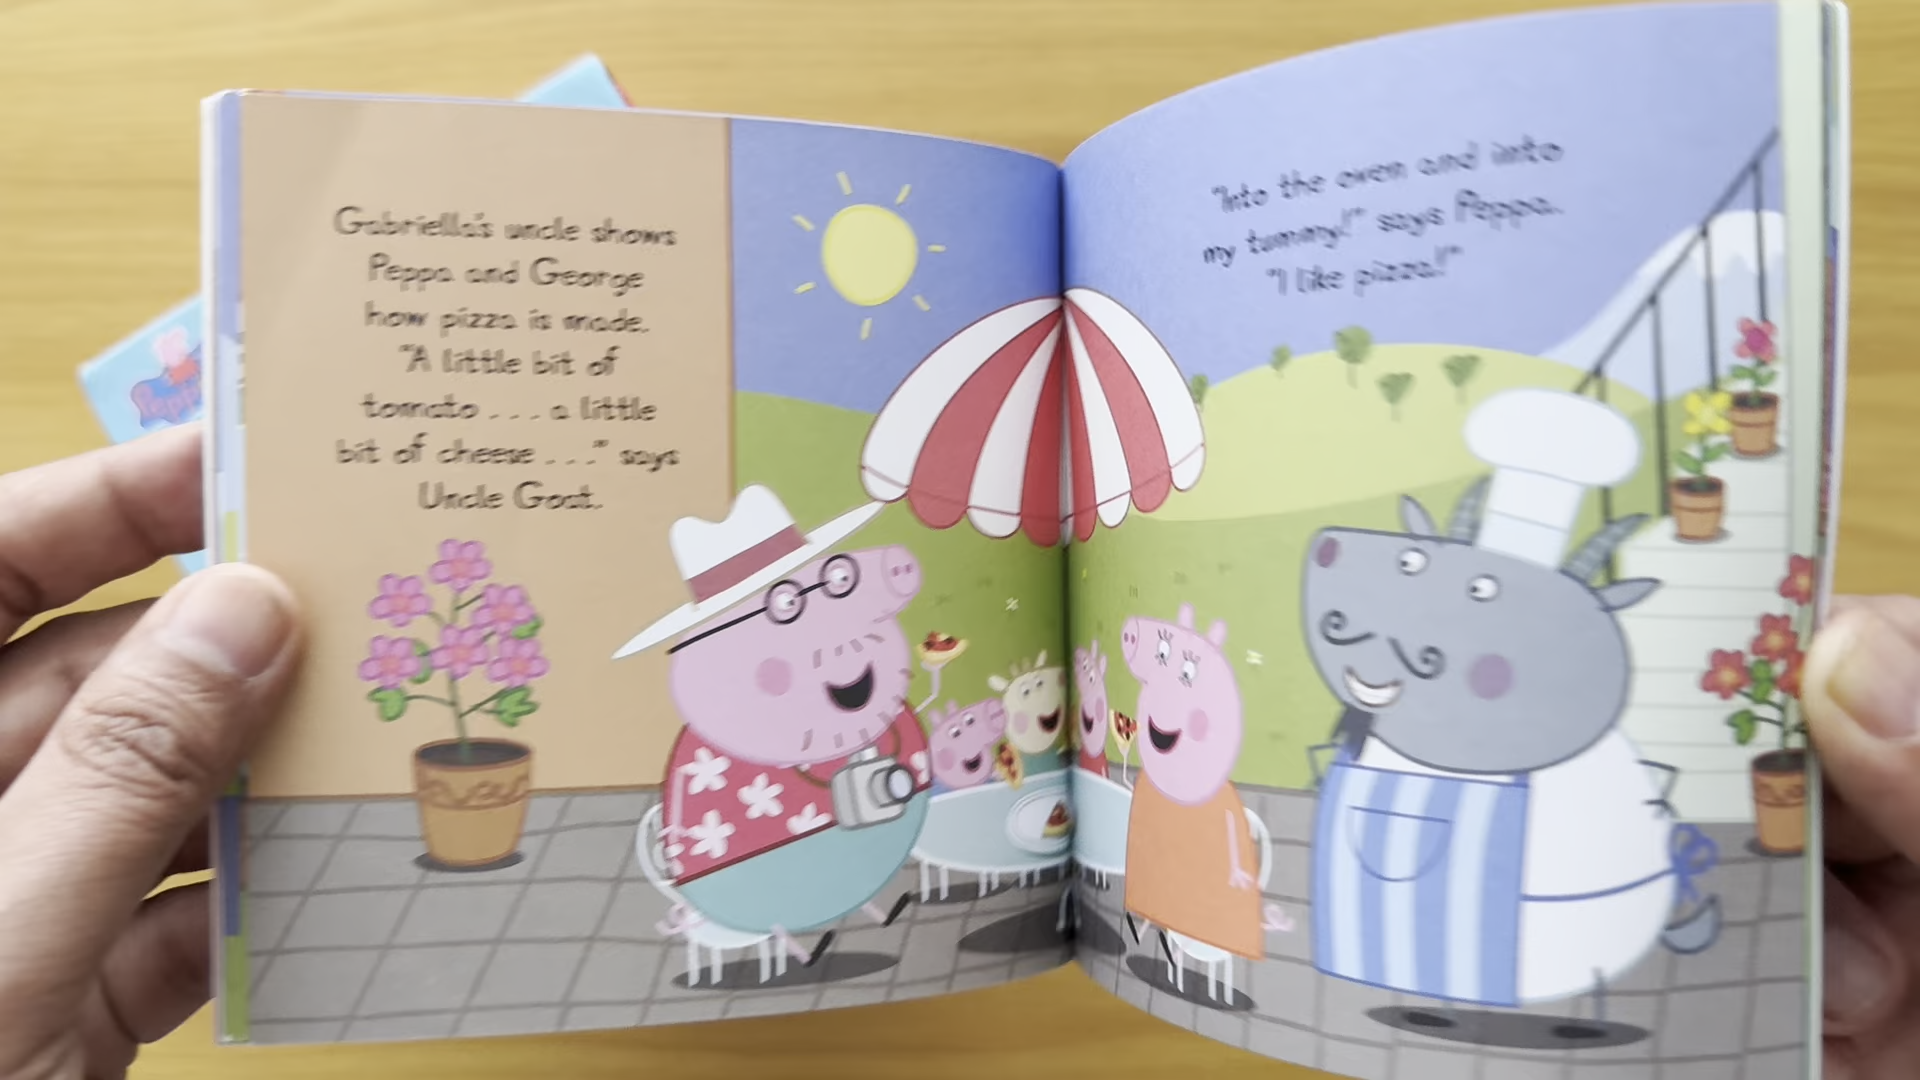 Gabriella's uncle shows
Peppa and George
how pizza is made.
"A little bit of
tomato . . . a little
bit of cheese . . ." says
Uncle Goat.
"Into the oven and into
my tummy!" says Peppa.
"I like pizza!"
Peppa